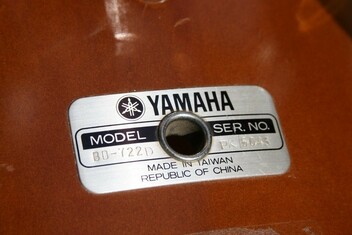 YAMAHA
MODEL SER. NO.
MADE IN TAIWAN
REPUBLIC OF CHINA